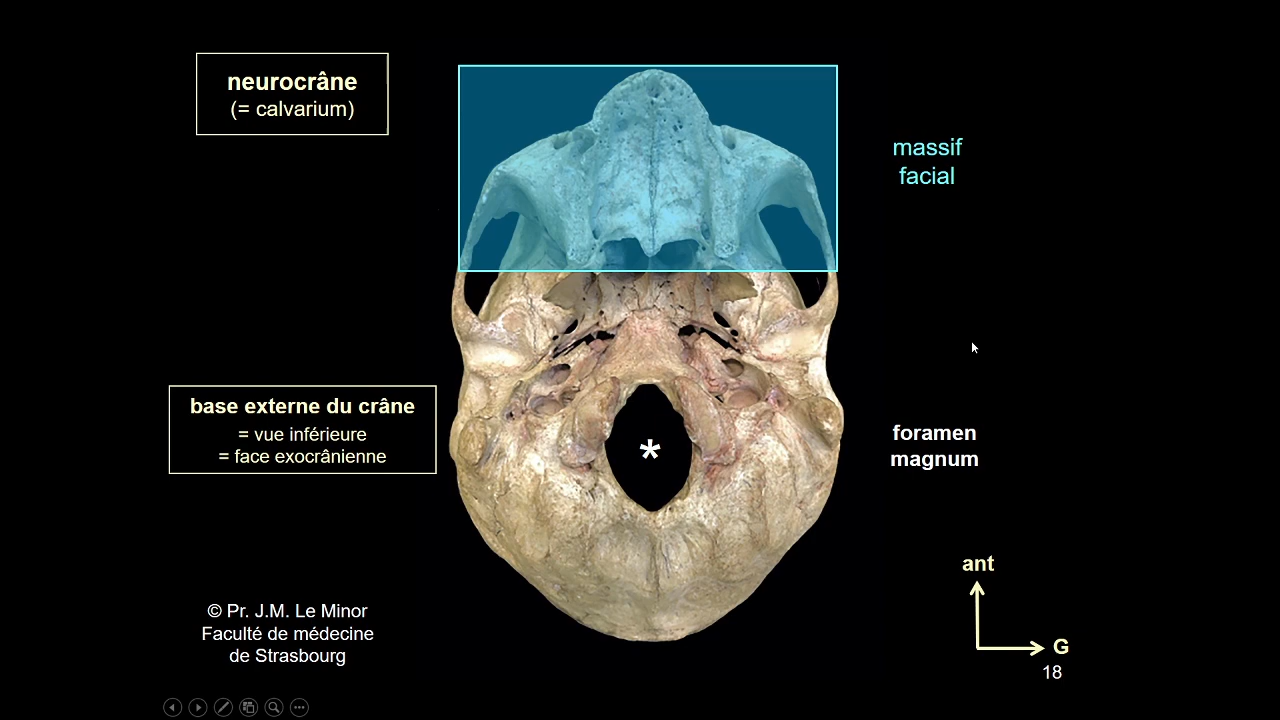 neurocrâne
(= calvarium)
massif
facial
base externe du crâne
= vue inférieure
= face exocrânienne
*
foramen
magnum
ant
G
© Pr. J.M. Le Minor
Faculté de médecine
de Strasbourg
18